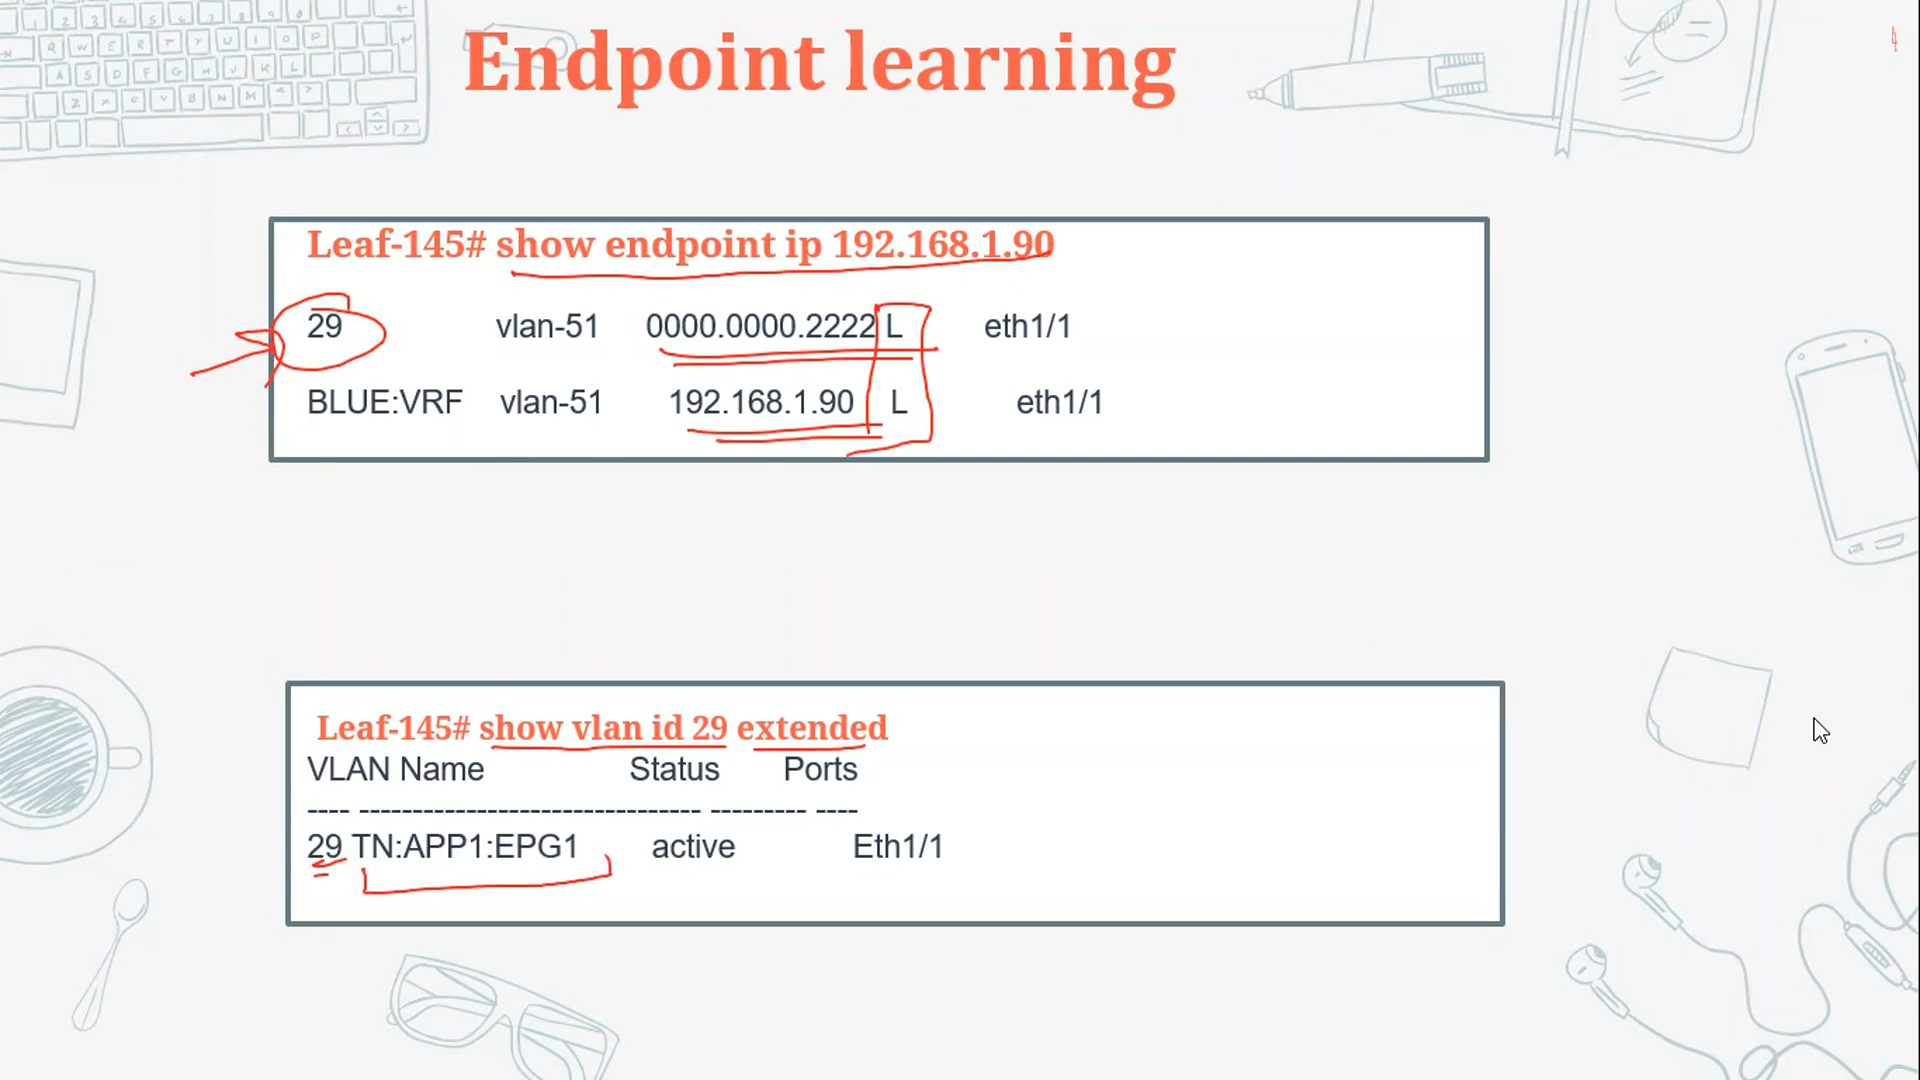 Endpoint learning
4
Leaf-145# show endpoint ip 192.168.1.90
29 vlan-51 0000.0000.2222 L eth1/1
BLUE:VRF vlan-51 192.168.1.90 L eth1/1
Leaf-145# show vlan id 29 extended
VLAN Name Status Ports
---- -------------------------------- --------- ----
29 TN:APP1:EPG1 active Eth1/1